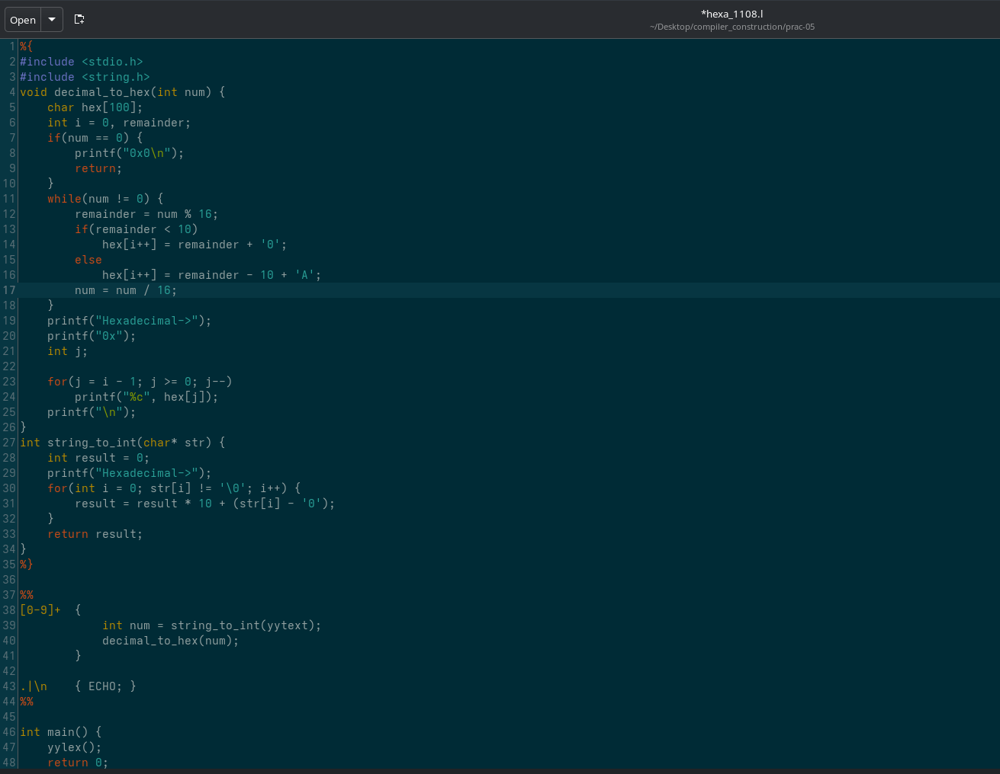 Open
*hexa_1108.l
~/Desktop/compiler_construction/prac-05
1 %{
2 #include <stdio.h>
3 #include <string.h>
4 void decimal_to_hex(int num) {
5     char hex[100];
6     int i = 0, remainder;
7     if(num == 0) {
8         printf("0x0\n");
9         return;
10     }
11     while(num != 0) {
12         remainder = num % 16;
13         if(remainder < 10)
14             hex[i++] = remainder + '0';
15         else
16             hex[i++] = remainder - 10 + 'A';
17         num = num / 16;
18     }
19     printf("Hexadecimal->");
20     printf("0x");
21     int j;
22
23     for(j = i - 1; j >= 0; j--)
24         printf("%c", hex[j]);
25     printf("\n");
26 }
27 int string_to_int(char* str) {
28     int result = 0;
29     printf("Hexadecimal->");
30     for(int i = 0; str[i] != '\0'; i++) {
31         result = result * 10 + (str[i] - '0');
32     }
33     return result;
34 }
35 %}
36
37 %%
38 [0-9]+  {
39             int num = string_to_int(yytext);
40             decimal_to_hex(num);
41         }
42
43 .|\n    { ECHO; }
44 %%
45
46 int main() {
47     yylex();
48     return 0;